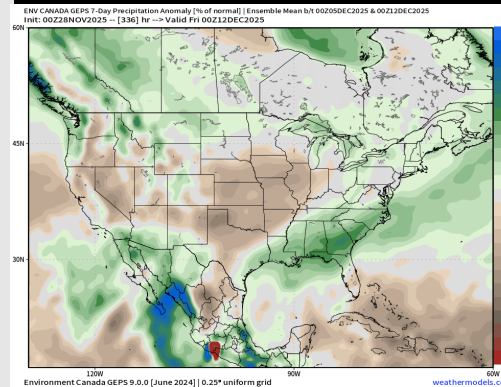 ENV CANADA GEPS 7-Day Precipitation Anomaly [% of normal] | Ensemble Mean b/t 00Z05DEC2025 & 00Z12DEC2025
Init: 00Z28NOV2025 -- [336] hr --> Valid Fri 00Z12DEC2025
60N
45N
30N
120W
90W
60W
Environment Canada GEPS 9.0.0 [June 2024] | 0.25° uniform grid
weathermodels.c